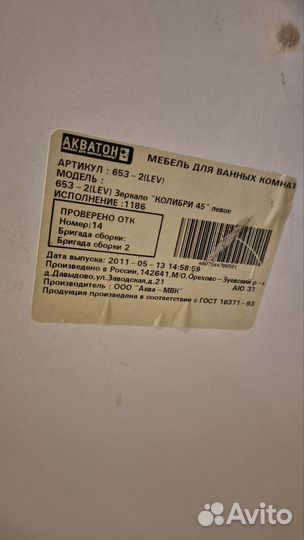 АКВАТОН
МЕБЕЛЬ ДЛЯ ВАННЫХ КОМНАТ
АРТИКУЛ : 653-2(LEV)
МОДЕЛЬ :
653-2(LEV) Зеркало "КОЛИБРИ 45" левое
ИСПОЛНЕНИЕ :1186
ПРОВЕРЕНО ОТК
Номер:14
Бригада сборки:
Бригада сборки 2
Дата выпуска: 2011-05-13 14:58:59
Произведено в России,142641,М/О,Орехово-Зуевский р-н
д.Давыдово,ул.Заводская,д.21
АЮ 31
Производитель : ООО "Аква-МВК"
Продукция произведена в соответствии с ГОСТ 16371-93
Avito